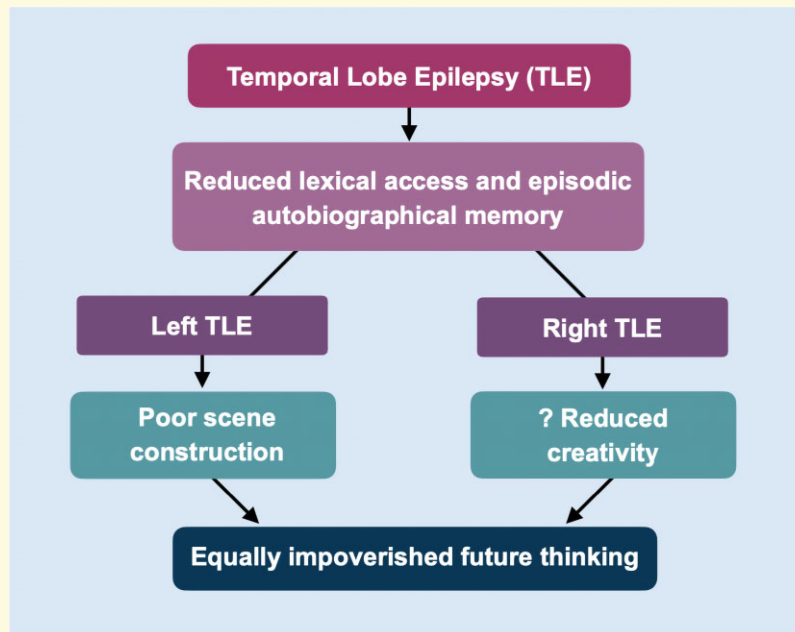 Temporal Lobe Epilepsy (TLE)
Reduced lexical access and episodic
autobiographical memory
Left TLE
Right TLE
Poor scene
construction
? Reduced
creativity
Equally impoverished future thinking